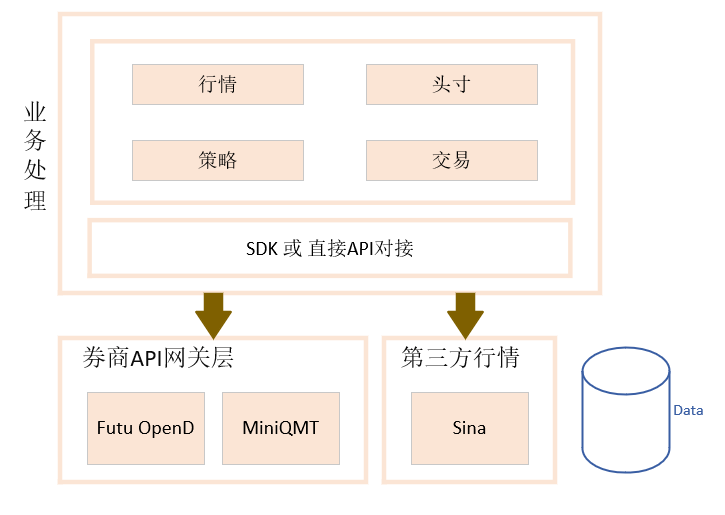 业务处理
行情
头寸
策略
交易
SDK 或 直接API对接
券商API网关层
第三方行情
Futu OpenD
MiniQMT
Sina
Data